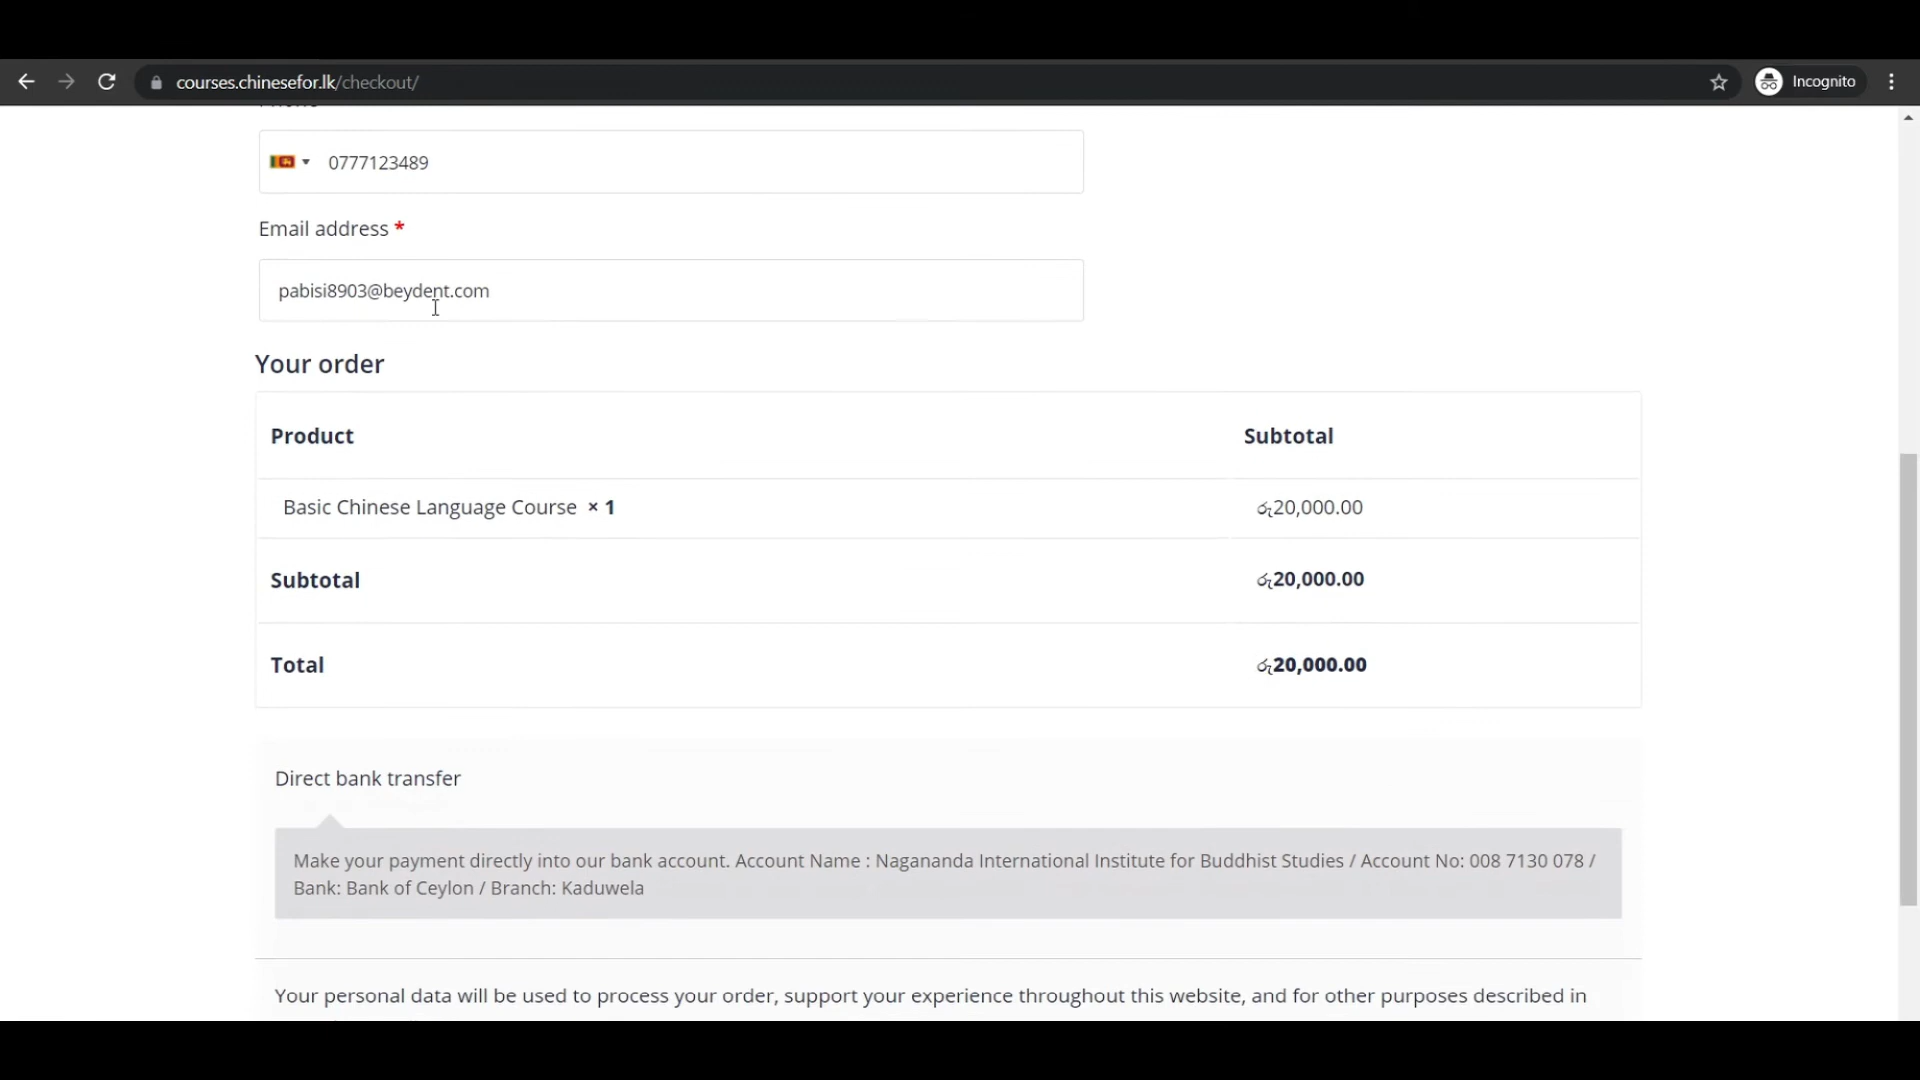 courses.chinesefor.lk/checkout/
Incognito
0777123489
Email address *
pabisi8903@beydent.com
Your order
Product Subtotal
Basic Chinese Language Course × 1 රු20,000.00
Subtotal රු20,000.00
Total රු20,000.00
Direct bank transfer
Make your payment directly into our bank account. Account Name : Nagananda International Institute for Buddhist Studies / Account No: 008 7130 078 /
Bank: Bank of Ceylon / Branch: Kaduwela
Your personal data will be used to process your order, support your experience throughout this website, and for other purposes described in